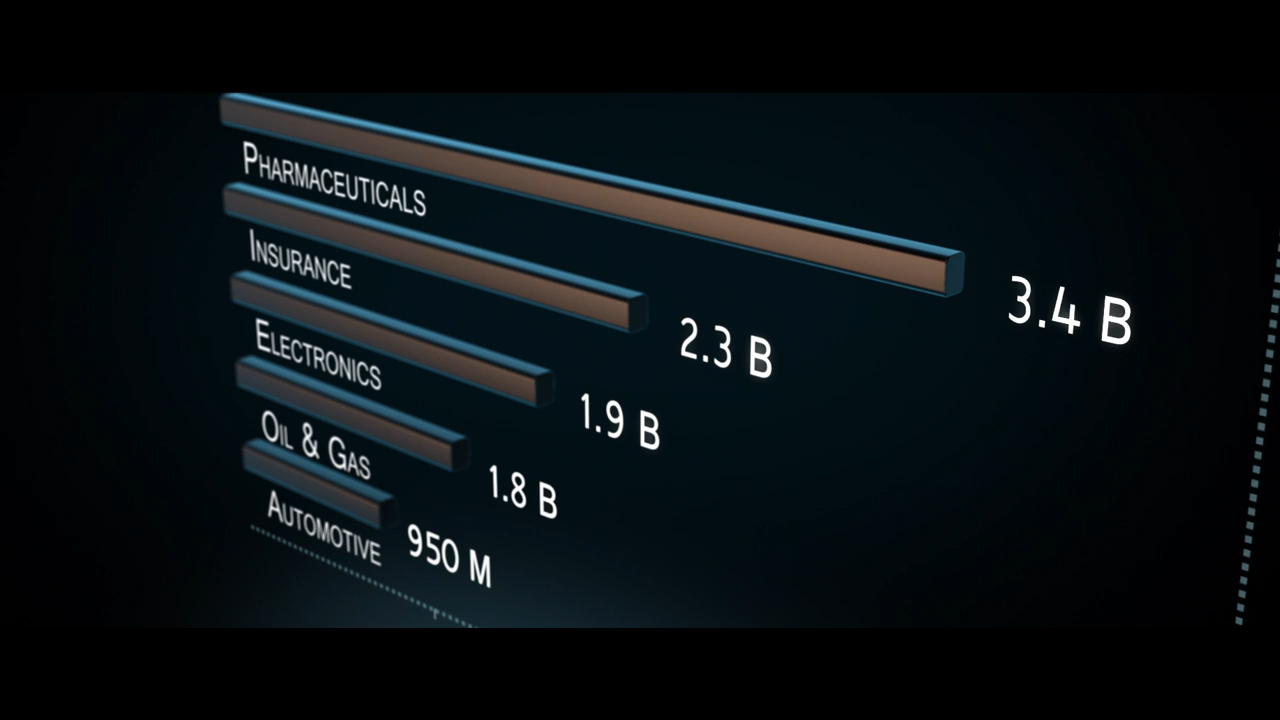 Pharmaceuticals
3.4 B
Insurance
2.3 B
Electronics
1.9 B
Oil & Gas
1.8 B
Automotive
950 M